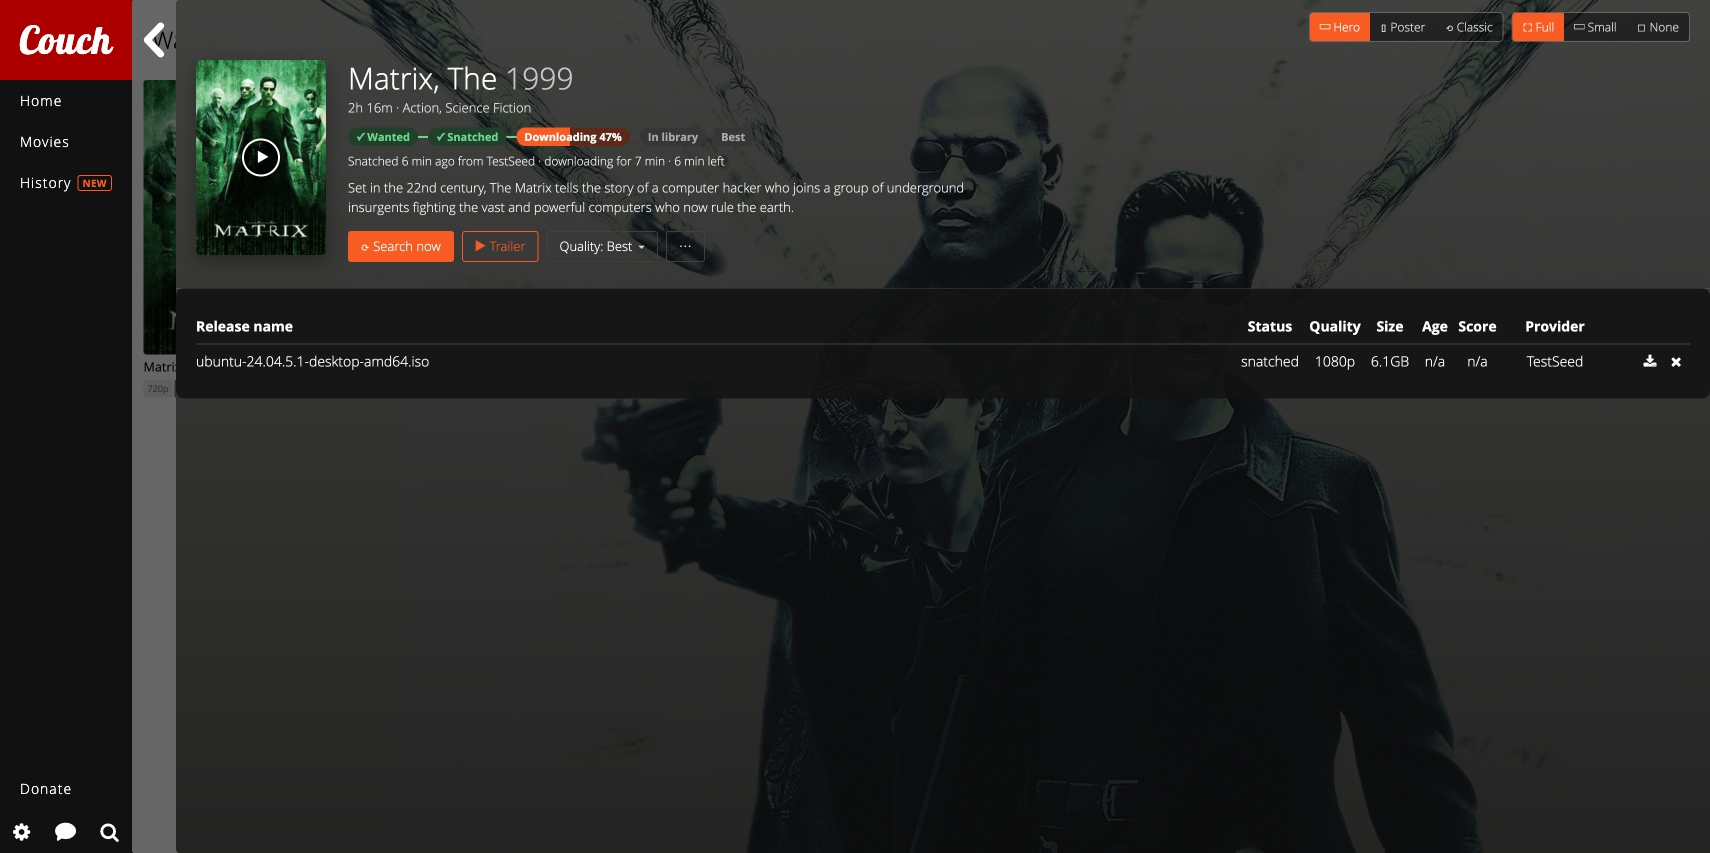 Couch
Home
Movies
History NEW
Donate
Hero Poster Classic Full Small None
Matrix, The 1999
2h 16m · Action, Science Fiction
✓Wanted ✓Snatched Downloading 47% In library Best
Snatched 6 min ago from TestSeed · downloading for 7 min · 6 min left
Set in the 22nd century, The Matrix tells the story of a computer hacker who joins a group of underground
insurgents fighting the vast and powerful computers who now rule the earth.
MATRIX
Search now Trailer Quality: Best ...
Release name Status Quality Size Age Score Provider
ubuntu-24.04.5.1-desktop-amd64.iso snatched 1080p 6.1GB n/a n/a TestSeed
720p